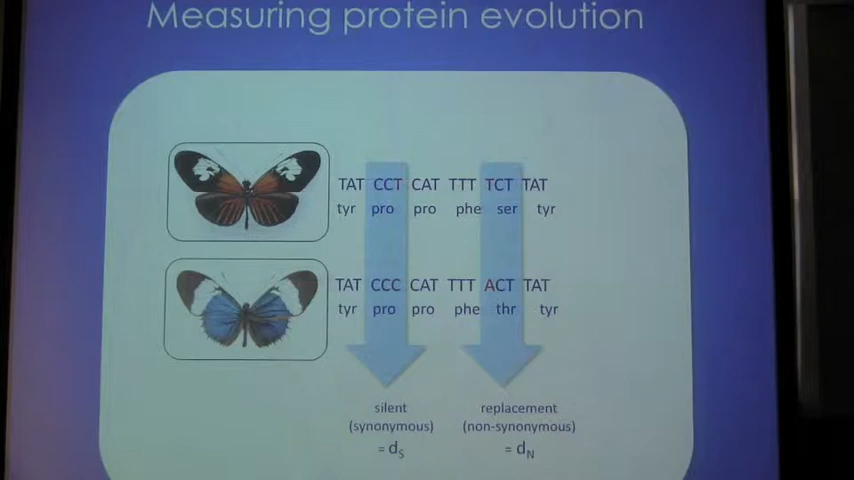 Measuring protein evolution
TAT CCT CAT TTT TCT TAT
tyr pro pro phe ser tyr
TAT CCC CAT TTT ACT TAT
tyr pro pro phe thr tyr
silent replacement
(synonymous) (non-synonymous)
= dS = dN